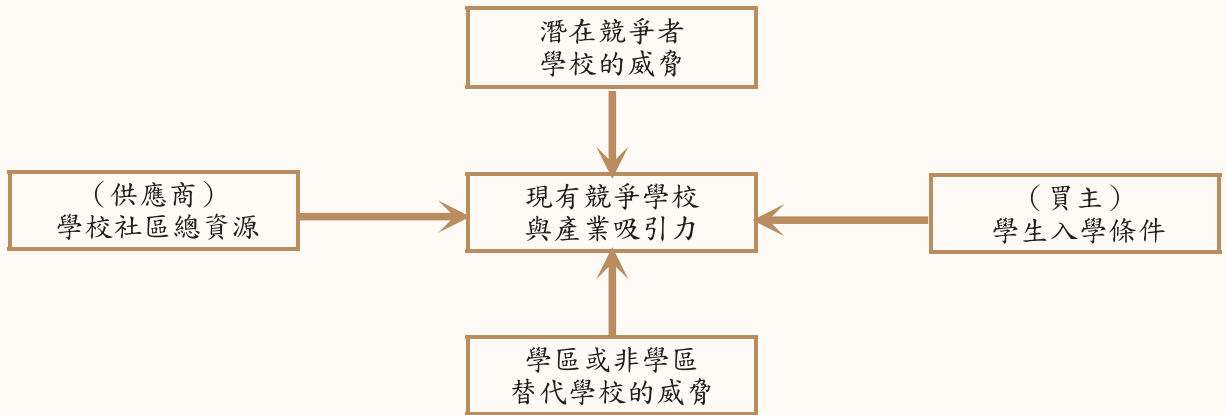 潛在競爭者
學校的威脅
（供應商）
學校社區總資源
現有競爭學校
與產業吸引力
（買主）
學生入學條件
學區或非學區
替代學校的威脅